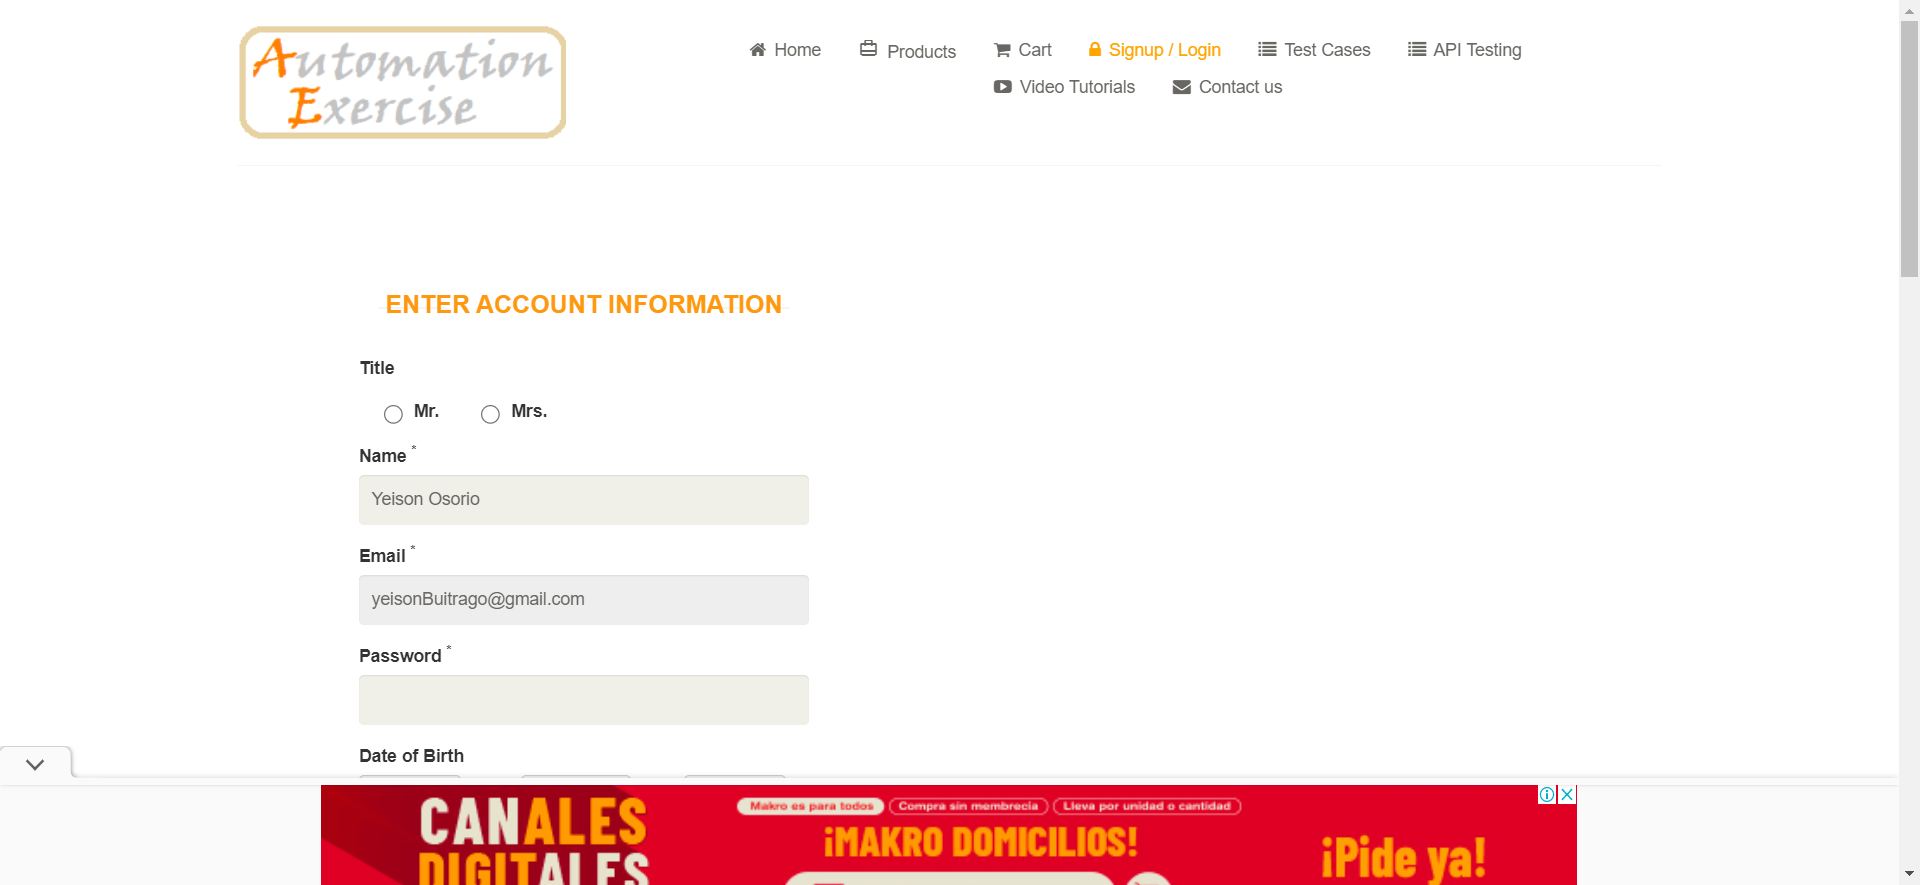 Automation
Exercise
Home
Products
Cart
Signup / Login
Test Cases
API Testing
Video Tutorials
Contact us
ENTER ACCOUNT INFORMATION
Title
Mr.
Mrs.
Name *
Yeison Osorio
Email *
yeisonBuitrago@gmail.com
Password *
Date of Birth
CANALES
DIGITALES
Makro es para todos
Compra sin membrecia
Lleva por unidad o cantidad
¡MAKRO DOMICILIOS!
¡Pide ya!